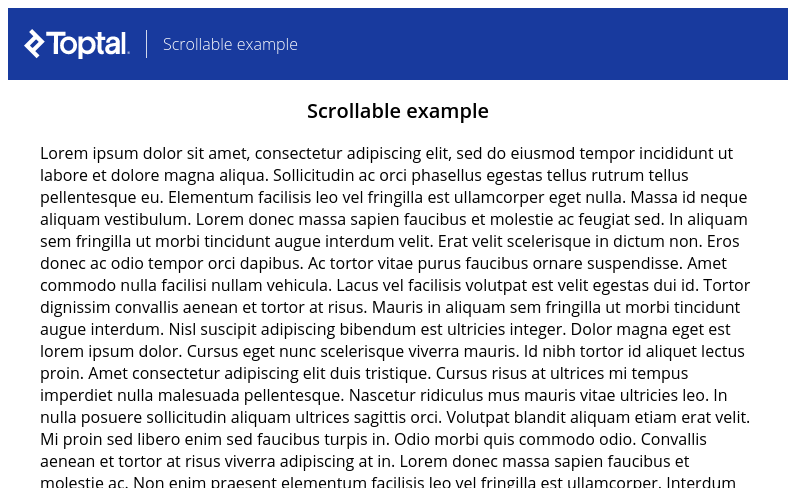 Toptal. Scrollable example
Scrollable example
Lorem ipsum dolor sit amet, consectetur adipiscing elit, sed do eiusmod tempor incididunt ut
labore et dolore magna aliqua. Sollicitudin ac orci phasellus egestas tellus rutrum tellus
pellentesque eu. Elementum facilisis leo vel fringilla est ullamcorper eget nulla. Massa id neque
aliquam vestibulum. Lorem donec massa sapien faucibus et molestie ac feugiat sed. In aliquam
sem fringilla ut morbi tincidunt augue interdum velit. Erat velit scelerisque in dictum non. Eros
donec ac odio tempor orci dapibus. Ac tortor vitae purus faucibus ornare suspendisse. Amet
commodo nulla facilisi nullam vehicula. Lacus vel facilisis volutpat est velit egestas dui id. Tortor
dignissim convallis aenean et tortor at risus. Mauris in aliquam sem fringilla ut morbi tincidunt
augue interdum. Nisl suscipit adipiscing bibendum est ultricies integer. Dolor magna eget est
lorem ipsum dolor. Cursus eget nunc scelerisque viverra mauris. Id nibh tortor id aliquet lectus
proin. Amet consectetur adipiscing elit duis tristique. Cursus risus at ultrices mi tempus
imperdiet nulla malesuada pellentesque. Nascetur ridiculus mus mauris vitae ultricies leo. In
nulla posuere sollicitudin aliquam ultrices sagittis orci. Volutpat blandit aliquam etiam erat velit.
Mi proin sed libero enim sed faucibus turpis in. Odio morbi quis commodo odio. Convallis
aenean et tortor at risus viverra adipiscing at in. Lorem donec massa sapien faucibus et
molestie ac. Non enim praesent elementum facilisis leo vel fringilla est ullamcorper. Interdum